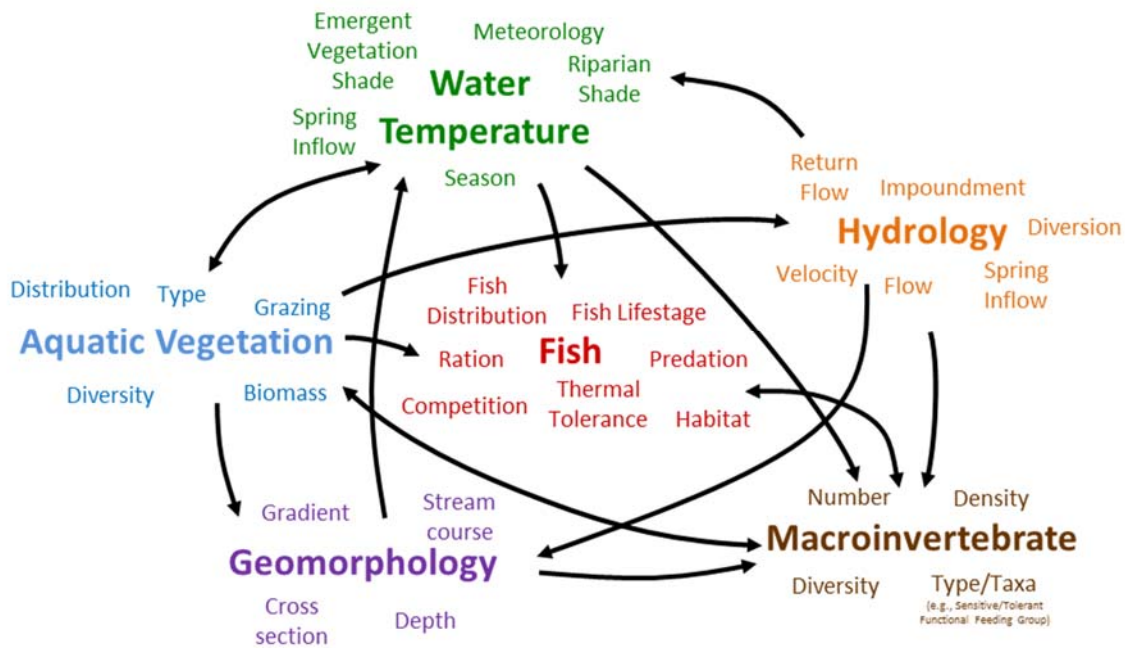 Emergent
Vegetation
Shade
Meteorology
Riparian
Shade
Water
Temperature
Spring
Inflow
Season
Return
Flow
Impoundment
Hydrology
Diversion
Velocity
Flow
Spring
Inflow
Distribution
Type
Grazing
Aquatic Vegetation
Diversity
Biomass
Fish
Distribution
Fish Lifestage
Ration
Fish
Predation
Competition
Thermal
Tolerance
Habitat
Gradient
Stream
course
Geomorphology
Cross
section
Depth
Number
Density
Macroinvertebrate
Diversity
Type/Taxa
(e.g., Sensitive/Tolerant
Functional Feeding Group)